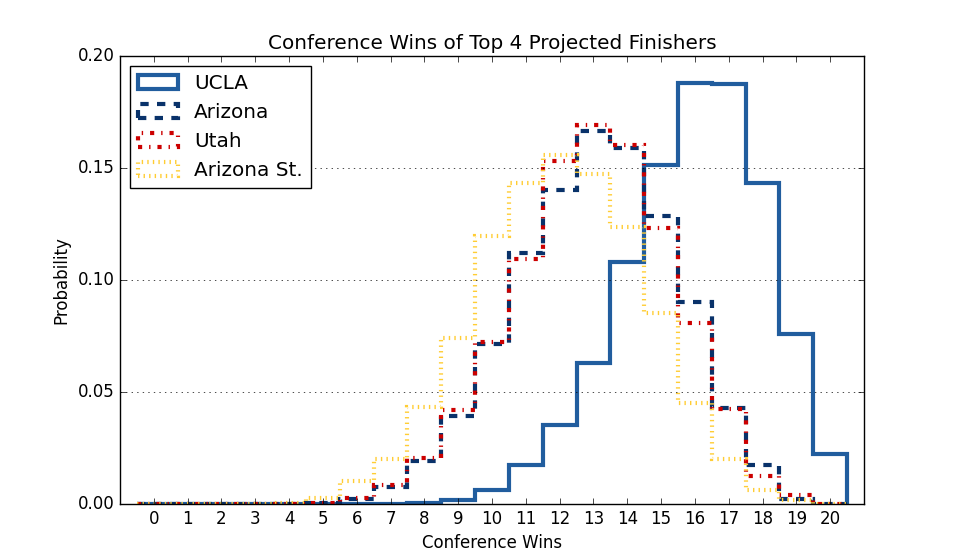 Conference Wins of Top 4 Projected Finishers
0.20
0.15
0.10
0.05
0.00
Probability
UCLA
Arizona
Utah
Arizona St.
0 1 2 3 4 5 6 7 8 9 10 11 12 13 14 15 16 17 18 19 20
Conference Wins